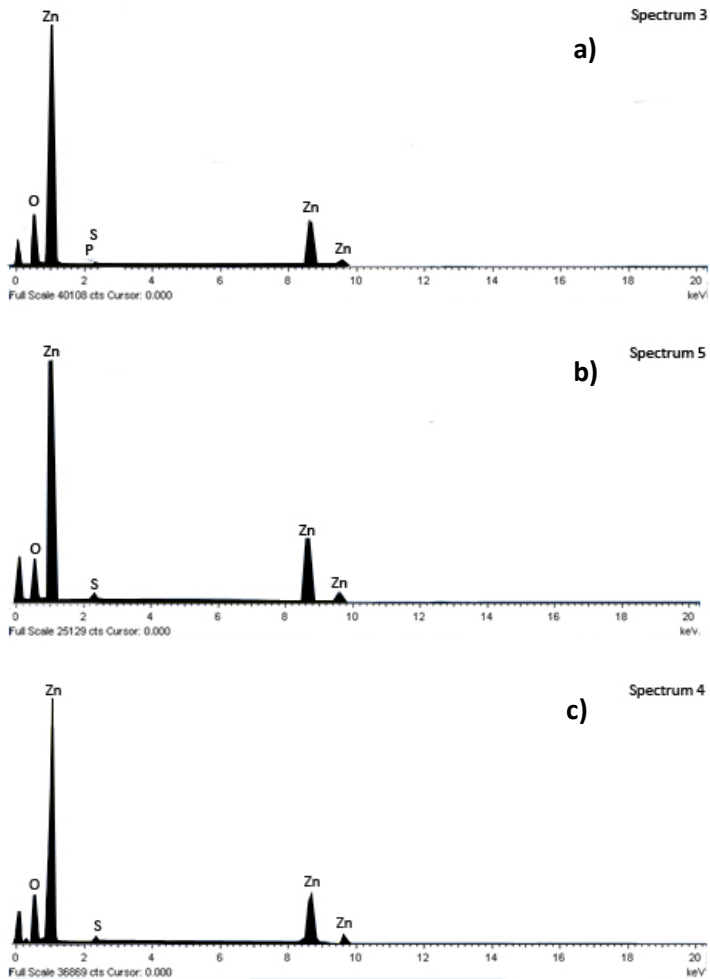 Zn
Spectrum 3
a)
O
S
P
Zn
Zn
0 2 4 6 8 10 12 14 16 18 20
Full Scale 40108 cts Cursor: 0.000
keV
Zn
Spectrum 5
b)
O
S
Zn
Zn
0 2 4 6 8 10 12 14 16 18 20
Full Scale 25129 cts Cursor: 0.000
keV.
Zn
Spectrum 4
c)
O
S
Zn
Zn
0 2 4 6 8 10 12 14 16 18 20
Full Scale 36869 cts Cursor: 0.000
keV